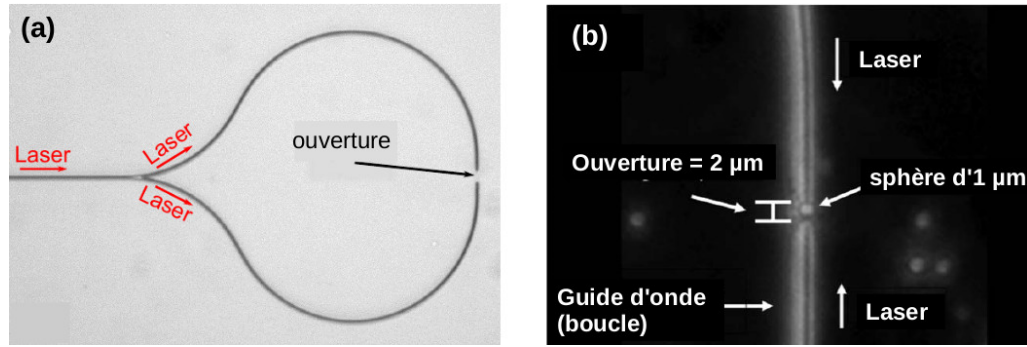 (a)
Laser
Laser
Laser
ouverture
(b)
Laser
Ouverture = 2 µm
sphère d'1 µm
Guide d'onde
(boucle)
Laser